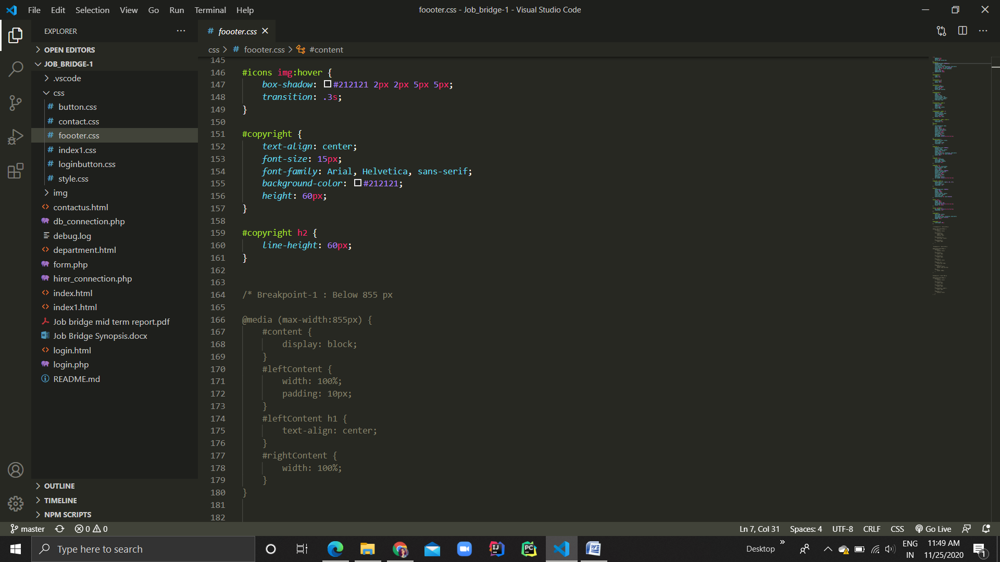 File Edit Selection View Go Run Terminal Help
foooter.css - Job_bridge-1 - Visual Studio Code
EXPLORER
OPEN EDITORS
JOB_BRIDGE-1
.vscode
css
# button.css
# contact.css
# foooter.css
# index1.css
# loginbutton.css
# style.css
img
<> contactus.html
db_connection.php
debug.log
<> department.html
form.php
hirer_connection.php
<> index.html
<> index1.html
Job bridge mid term report.pdf
Job Bridge Synopsis.docx
<> login.html
login.php
README.md
OUTLINE
TIMELINE
NPM SCRIPTS
# foooter.css
css > # foooter.css > #content
145
146 #icons img:hover {
147 box-shadow: #212121 2px 2px 5px 5px;
148 transition: .3s;
149 }
150
151 #copyright {
152 text-align: center;
153 font-size: 15px;
154 font-family: Arial, Helvetica, sans-serif;
155 background-color: #212121;
156 height: 60px;
157 }
158
159 #copyright h2 {
160 line-height: 60px;
161 }
162
163
164 /* Breakpoint-1 : Below 855 px
165
166 @media (max-width:855px) {
167 #content {
168 display: block;
169 }
170 #leftContent {
171 width: 100%;
172 padding: 10px;
173 }
174 #leftContent h1 {
175 text-align: center;
176 }
177 #rightContent {
178 width: 100%;
179 }
180 }
181
182
master 0 0 Ln 7, Col 31 Spaces: 4 UTF-8 CRLF CSS Go Live
Type here to search
Desktop
ENG
IN
11:49 AM
11/25/2020
1